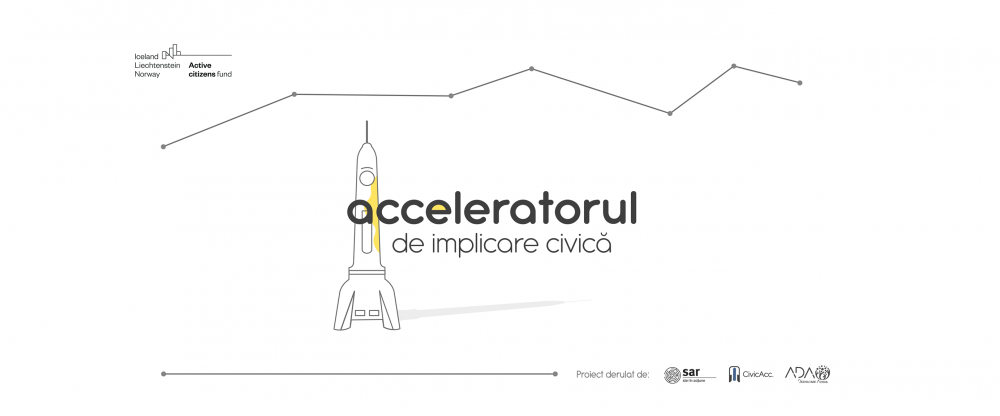 Iceland
Liechtenstein Active
Norway citizens fund
acceleratorul
de implicare civică
Proiect derulat de:
sar
CivicAcc.
ADA